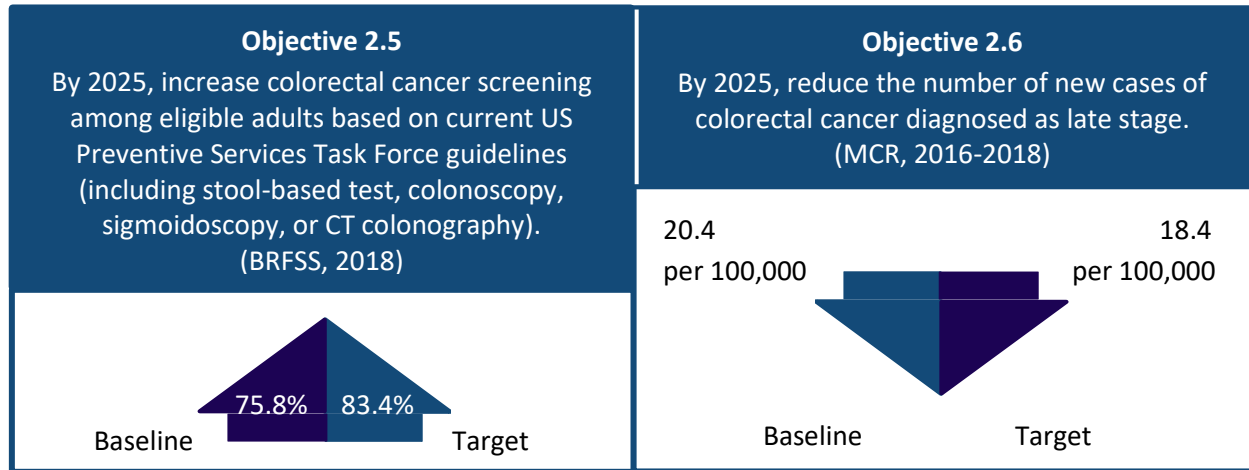 Objective 2.5
By 2025, increase colorectal cancer screening
among eligible adults based on current US
Preventive Services Task Force guidelines
(including stool-based test, colonoscopy,
sigmoidoscopy, or CT colonography).
(BRFSS, 2018)
75.8% 83.4%
Baseline Target
Objective 2.6
By 2025, reduce the number of new cases of
colorectal cancer diagnosed as late stage.
(MCR, 2016-2018)
20.4 18.4
per 100,000 per 100,000
Baseline Target